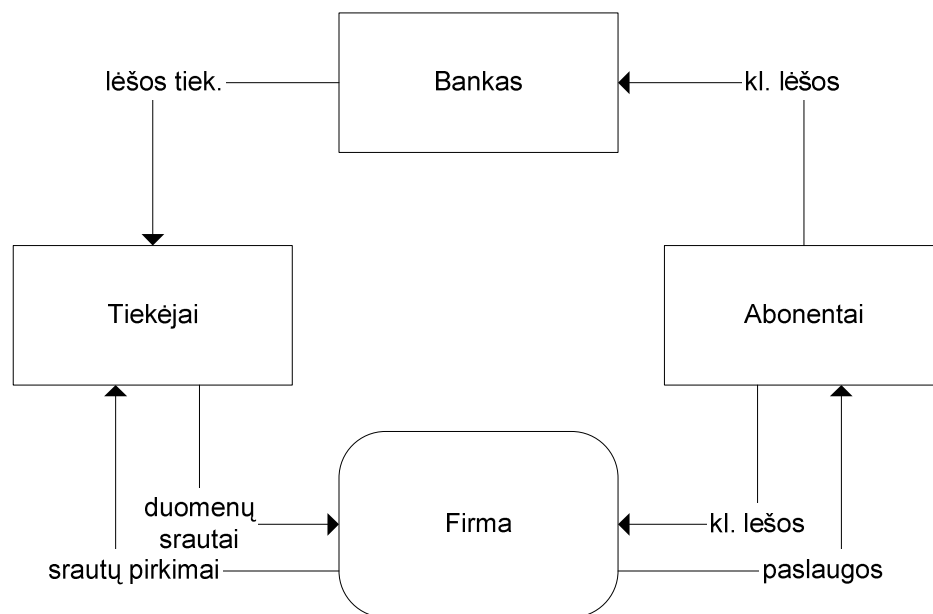 lėšos tiek.
Bankas
kl. lėšos
Tiekėjai
Abonentai
duomenų
srautai
Firma
kl. lešos
srautų pirkimai
paslaugos